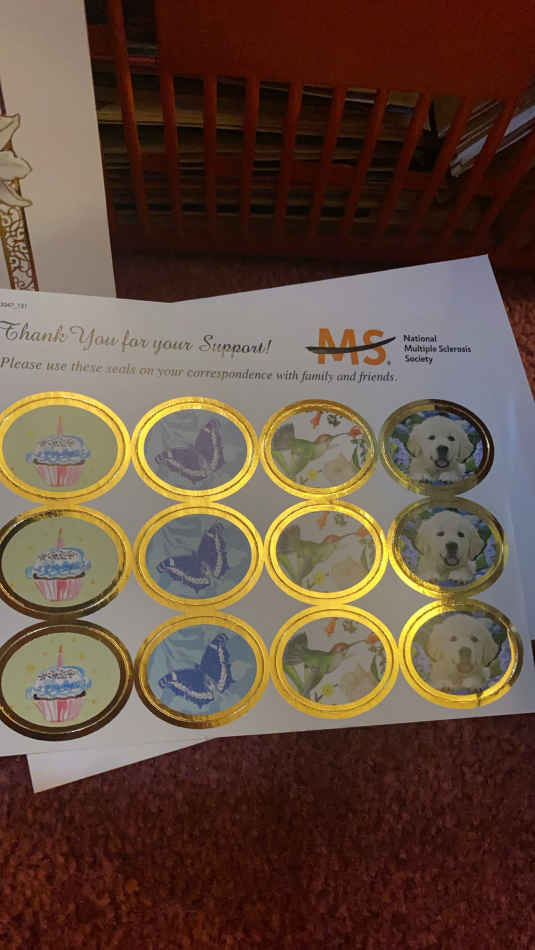 Thank You for your Support!
Please use these seals on your correspondence with family and friends.
MS
National
Multiple Sclerosis
Society